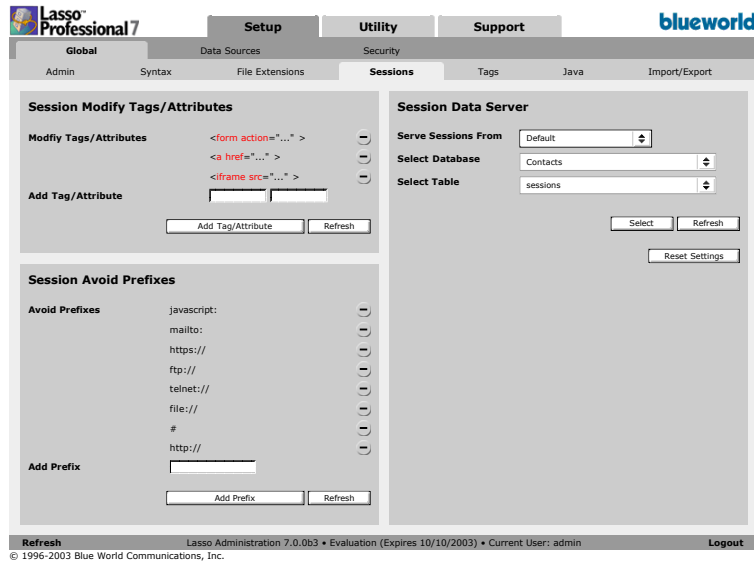 Lasso™
Professional 7
Setup Utility Support
blueworld
Global Data Sources Security
Admin Syntax File Extensions Sessions Tags Java Import/Export
Session Modify Tags/Attributes
Modfiy Tags/Attributes <form action="..." >
<a href="..." >
<iframe src="..." >
Add Tag/Attribute
Add Tag/Attribute Refresh
Session Avoid Prefixes
Avoid Prefixes javascript:
mailto:
https://
ftp://
telnet://
file://
#
http://
Add Prefix
Add Prefix Refresh
Session Data Server
Serve Sessions From Default
Select Database Contacts
Select Table sessions
Select Refresh
Reset Settings
Refresh Lasso Administration 7.0.0b3 • Evaluation (Expires 10/10/2003) • Current User: admin Logout
© 1996-2003 Blue World Communications, Inc.